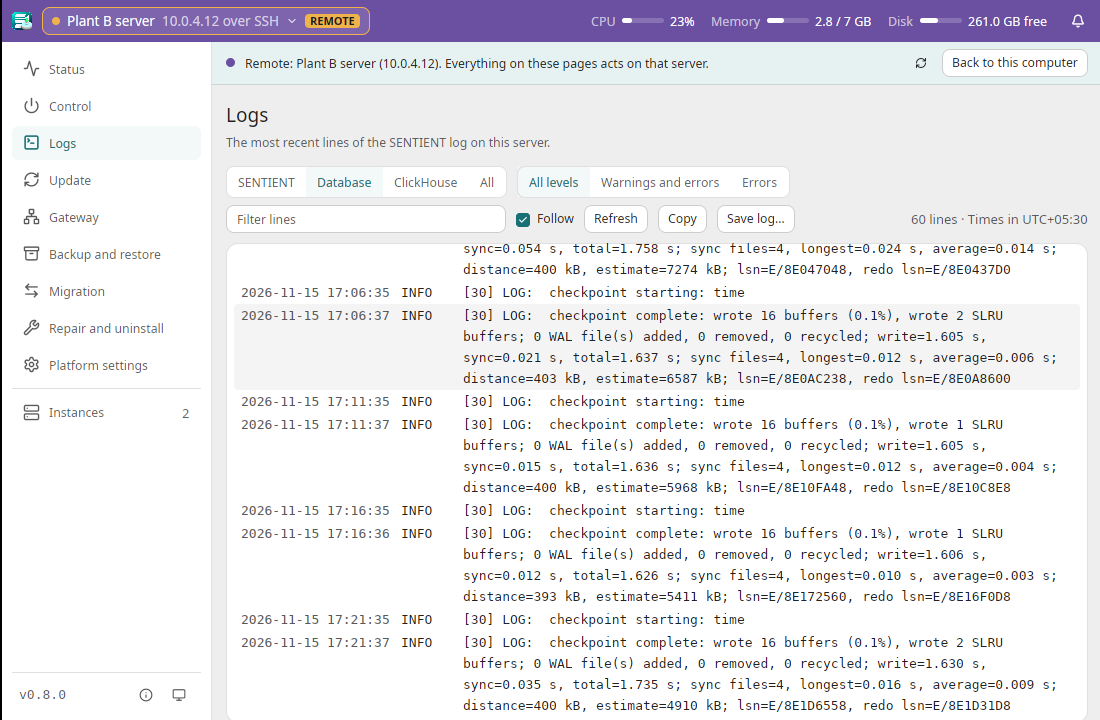 Plant B server 10.0.4.12 over SSH REMOTE
CPU 23% Memory 2.8 / 7 GB Disk 261.0 GB free
Status
Control
Logs
Update
Gateway
Backup and restore
Migration
Repair and uninstall
Platform settings
Instances 2
v0.8.0
Remote: Plant B server (10.0.4.12). Everything on these pages acts on that server.
Back to this computer
Logs
The most recent lines of the SENTIENT log on this server.
SENTIENT Database ClickHouse All All levels Warnings and errors Errors
Filter lines Follow Refresh Copy Save log... 60 lines · Times in UTC+05:30
sync=0.054 s, total=1.758 s; sync files=4, longest=0.024 s, average=0.014 s;
distance=400 kB, estimate=7274 kB; lsn=E/8E047048, redo lsn=E/8E0437D0
2026-11-15 17:06:35 INFO [30] LOG:  checkpoint starting: time
2026-11-15 17:06:37 INFO [30] LOG:  checkpoint complete: wrote 16 buffers (0.1%), wrote 2 SLRU
buffers; 0 WAL file(s) added, 0 removed, 0 recycled; write=1.605 s,
sync=0.021 s, total=1.637 s; sync files=4, longest=0.012 s, average=0.006 s;
distance=403 kB, estimate=6587 kB; lsn=E/8E0AC238, redo lsn=E/8E0A8600
2026-11-15 17:11:35 INFO [30] LOG:  checkpoint starting: time
2026-11-15 17:11:37 INFO [30] LOG:  checkpoint complete: wrote 16 buffers (0.1%), wrote 1 SLRU
buffers; 0 WAL file(s) added, 0 removed, 0 recycled; write=1.605 s,
sync=0.015 s, total=1.636 s; sync files=4, longest=0.012 s, average=0.004 s;
distance=400 kB, estimate=5968 kB; lsn=E/8E10FA48, redo lsn=E/8E10C8E8
2026-11-15 17:16:35 INFO [30] LOG:  checkpoint starting: time
2026-11-15 17:16:36 INFO [30] LOG:  checkpoint complete: wrote 16 buffers (0.1%), wrote 1 SLRU
buffers; 0 WAL file(s) added, 0 removed, 0 recycled; write=1.606 s,
sync=0.012 s, total=1.626 s; sync files=4, longest=0.010 s, average=0.003 s;
distance=393 kB, estimate=5411 kB; lsn=E/8E172560, redo lsn=E/8E16F0D8
2026-11-15 17:21:35 INFO [30] LOG:  checkpoint starting: time
2026-11-15 17:21:37 INFO [30] LOG:  checkpoint complete: wrote 16 buffers (0.1%), wrote 2 SLRU
buffers; 0 WAL file(s) added, 0 removed, 0 recycled; write=1.630 s,
sync=0.035 s, total=1.735 s; sync files=4, longest=0.016 s, average=0.009 s;
distance=400 kB, estimate=4910 kB; lsn=E/8E1D6558, redo lsn=E/8E1D31D8